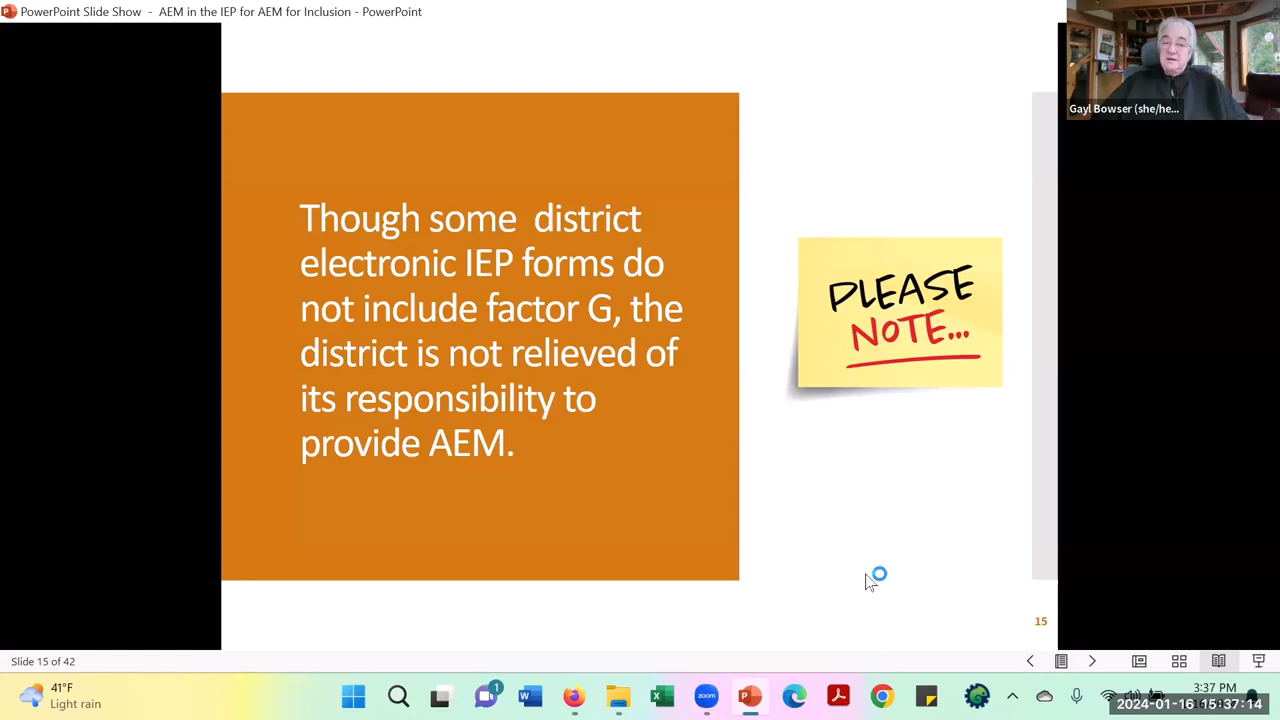 PowerPoint Slide Show - AEM in the IEP for AEM for Inclusion - PowerPoint
Gayl Bowser (she/he...
Though some district
electronic IEP forms do
not include factor G, the
district is not relieved of
its responsibility to
provide AEM.
PLEASE
NOTE...
15
Slide 15 of 42
41°F
Light rain
1
zoom
3:37 PM
2024-01-16 15:37:14